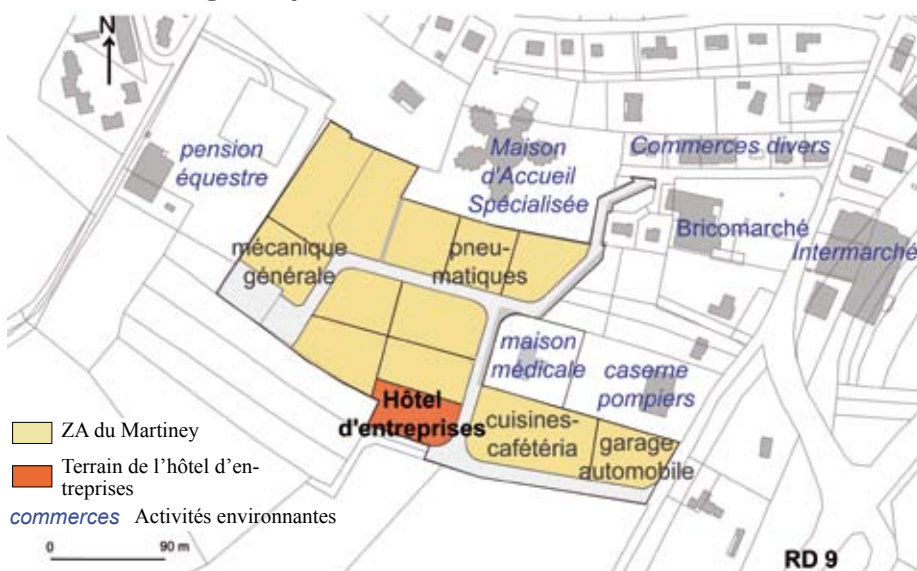 N
pension
équestre
Maison
d'Accueil
Spécialisée
Commerces divers
Bricomarché
Intermarché
mécanique
générale
pneu-
matiques
maison
médicale
caserne
pompiers
Hôtel
d'entreprises
cuisines-
cafétéria
garage
automobile
ZA du Martiney
Terrain de l'hôtel d'en-
treprises
commerces Activités environnantes
0 90 m
RD 9